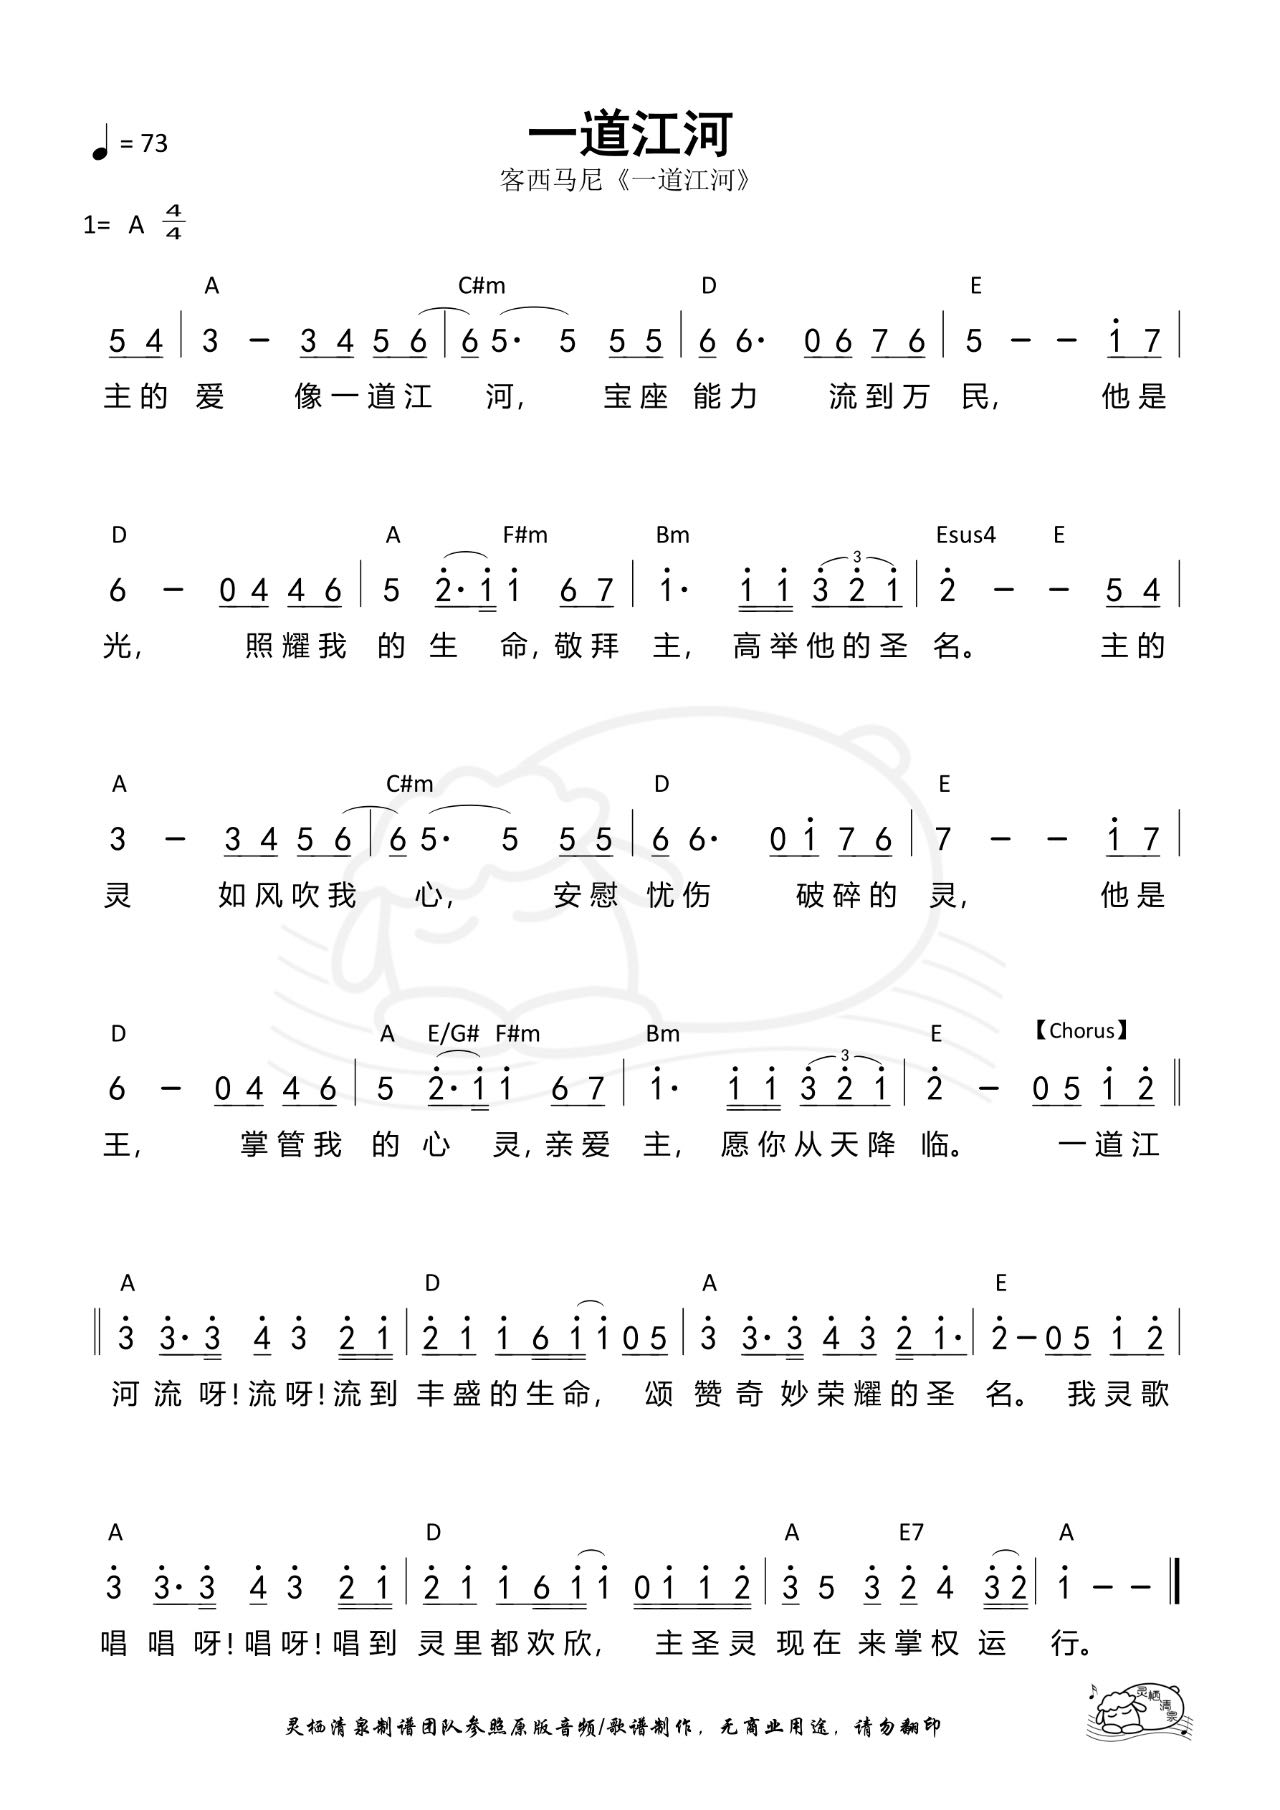 一道江河
♩ = 73
客西马尼《一道江河》
1= A 4/4
A C#m D E
5 4 | 3 – 3 4 5 6 | 6 5· 5 5 5 | 6 6· 0 6 7 6 | 5 – – i 7 |
主的 爱 像一道江 河, 宝座 能力 流到万 民, 他是
D A F#m Bm Esus4 E
6 – 0 4 4 6 | 5 2̇· i i 6 7 | i· i i 3̇ 2̇ i | 2̇ – – 5 4 |
3
光, 照耀我 的 生 命, 敬拜 主, 高举他的圣 名。 主的
A C#m D E
3 – 3 4 5 6 | 6 5· 5 5 5 | 6 6· 0 i 7 6 | 7 – – i 7 |
灵 如风吹我 心, 安慰 忧伤 破碎的 灵, 他是
D A E/G# F#m Bm E 【Chorus】
6 – 0 4 4 6 | 5 2̇· i i 6 7 | i· i i 3̇ 2̇ i | 2̇ – 0 5 i 2̇ ‖
3
王, 掌管我 的 心 灵, 亲爱 主, 愿你从天降 临。 一道江
A D A E
‖ 3̇ 3̇· 3̇ 4̇ 3̇ 2̇ i | 2̇ i i 6 i i 0 5 | 3̇ 3̇· 3̇ 4̇ 3̇ 2̇ i· | 2̇ – 0 5 i 2̇ |
河 流 呀! 流呀! 流到 丰盛的生命, 颂 赞 奇 妙荣耀的圣 名。 我灵歌
A D A E7 A
3̇ 3̇· 3̇ 4̇ 3̇ 2̇ i | 2̇ i i 6 i i 0 i i 2̇ | 3̇ 5 3̇ 2̇ 4̇ 3̇ 2̇ | i – – ‖
唱 唱 呀! 唱呀! 唱到 灵里都欢欣, 主圣灵 现在 来掌权 运 行。
灵栖清泉
灵栖清泉制谱团队参照原版音频/歌谱制作，无商业用途，请勿翻印